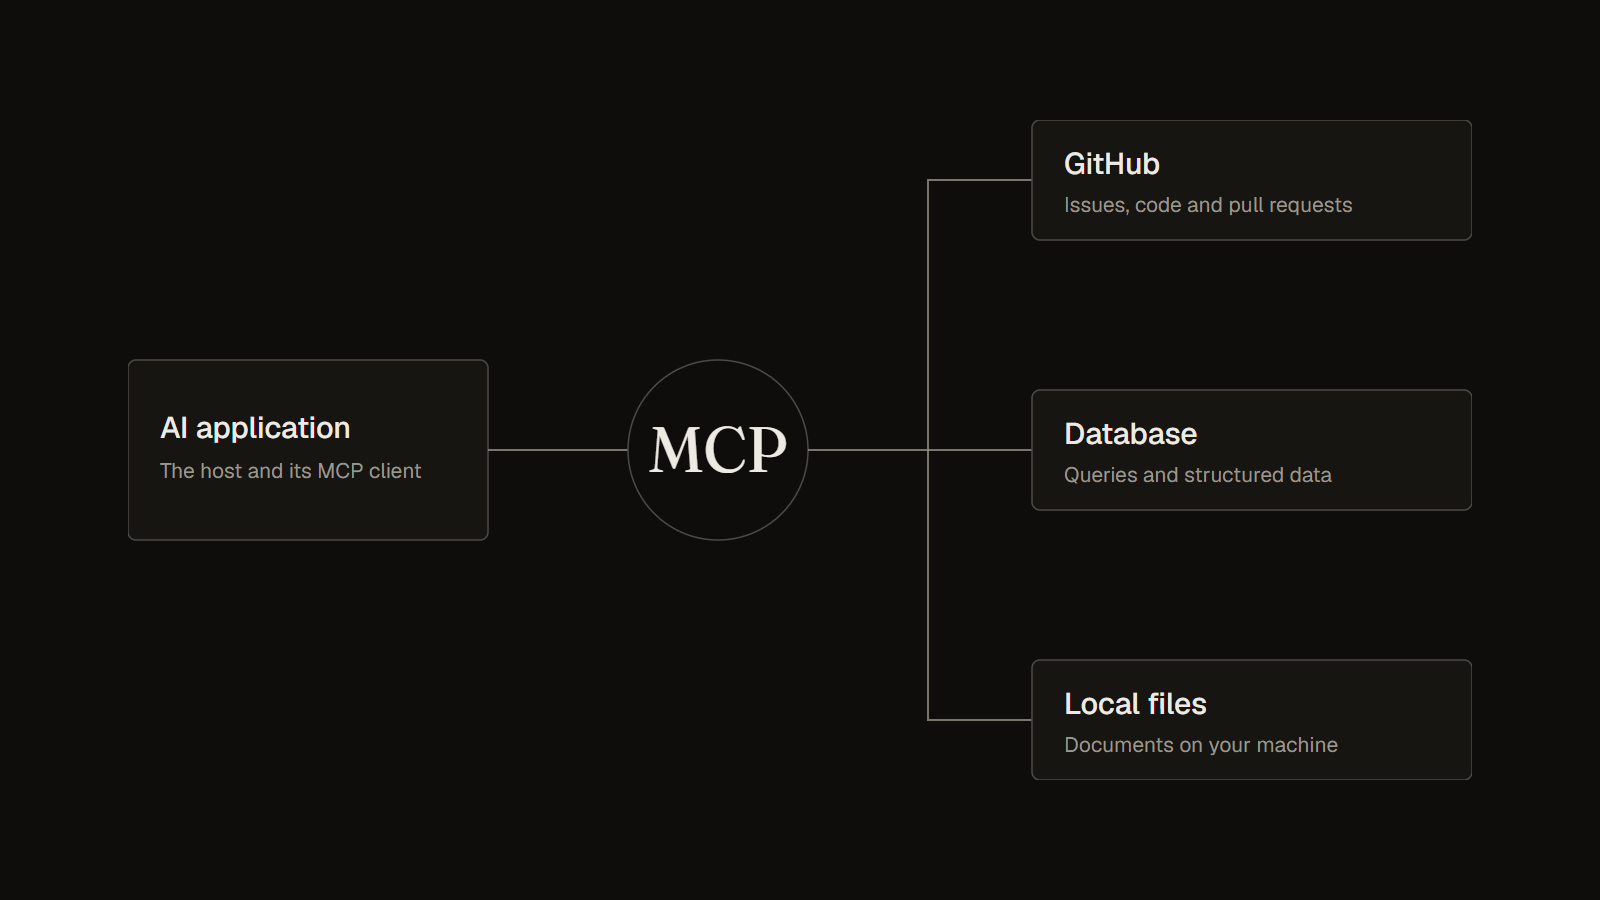 AI application
The host and its MCP client
MCP
GitHub
Issues, code and pull requests
Database
Queries and structured data
Local files
Documents on your machine